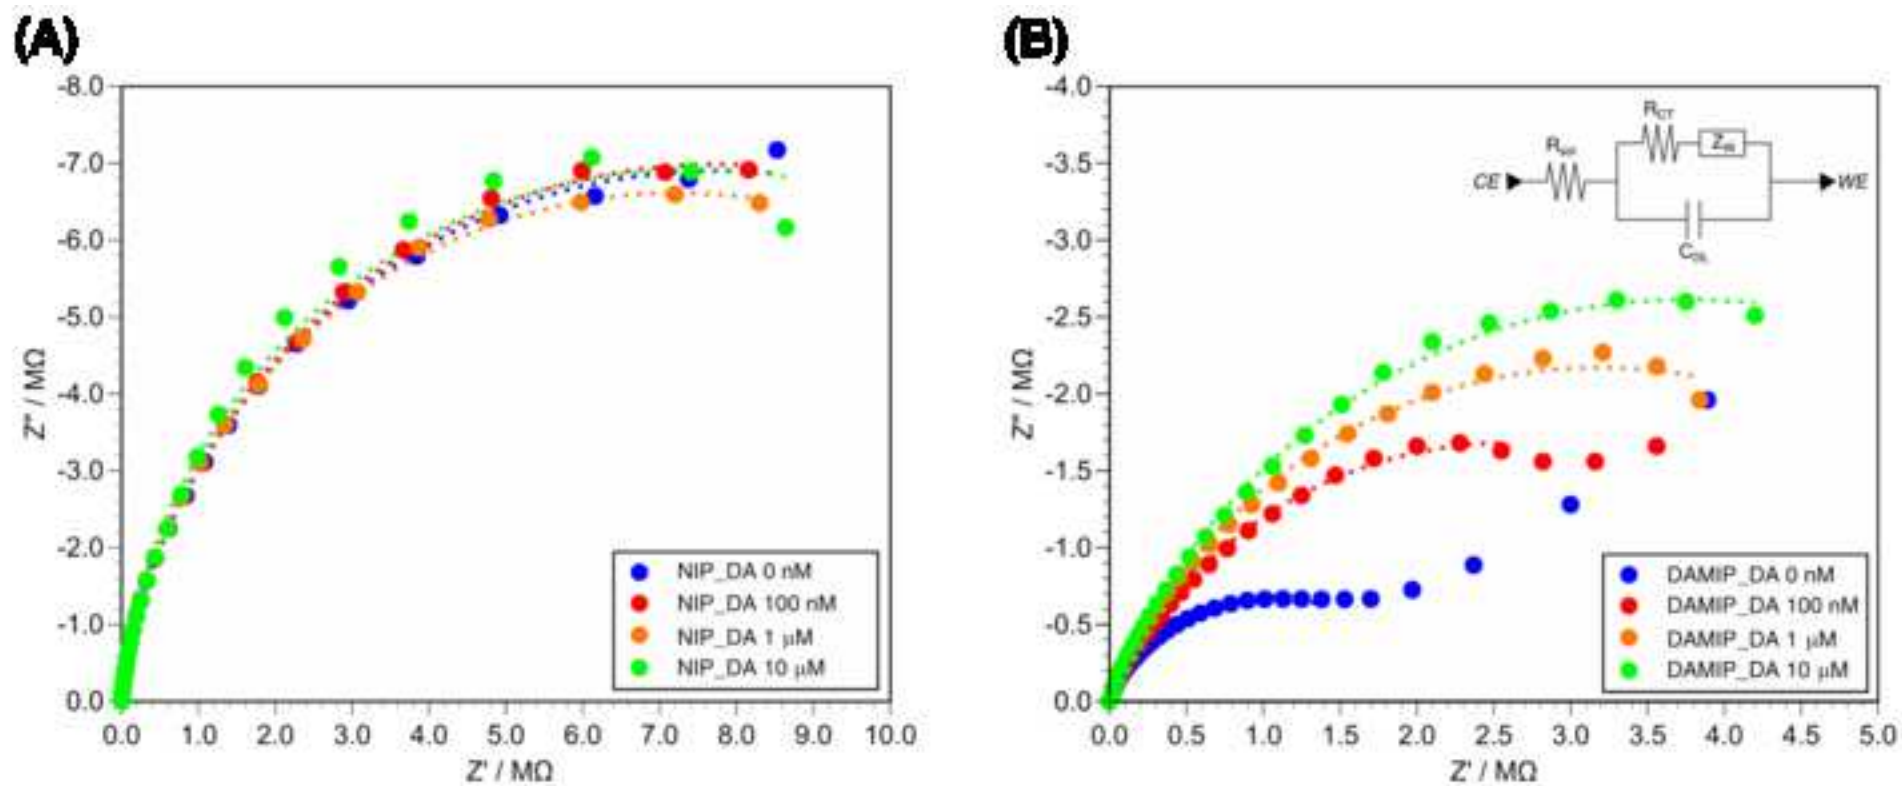 (A)
-8.0
-7.0
-6.0
-5.0
-4.0
-3.0
-2.0
-1.0
0.0
Z" / MΩ
0.0 1.0 2.0 3.0 4.0 5.0 6.0 7.0 8.0 9.0 10.0
Z' / MΩ
NIP_DA 0 nM
NIP_DA 100 nM
NIP_DA 1 μM
NIP_DA 10 μM
(B)
-4.0
-3.5
-3.0
-2.5
-2.0
-1.5
-1.0
-0.5
0.0
Z" / MΩ
0.0 0.5 1.0 1.5 2.0 2.5 3.0 3.5 4.0 4.5 5.0
Z' / MΩ
RCT
CE
WE
CDL
DAMIP_DA 0 nM
DAMIP_DA 100 nM
DAMIP_DA 1 μM
DAMIP_DA 10 μM